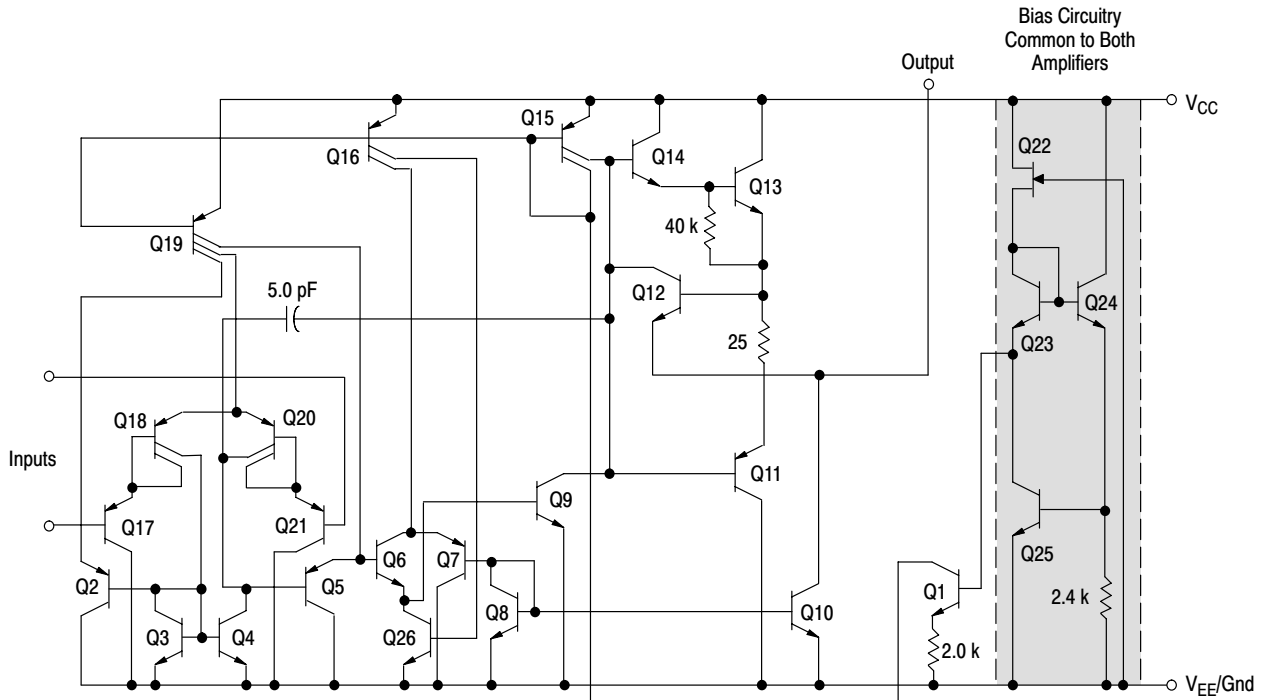 Bias Circuitry
Common to Both
Amplifiers
Output
VCC
Q15
Q22
Q16
Q14
Q13
Q19
40 k
5.0 pF
Q12
Q24
25
Q23
Q18
Q20
Inputs
Q11
Q9
Q17
Q21
Q25
Q6
Q7
Q2
Q5
Q1
2.4 k
Q8
Q10
Q3
Q4
Q26
2.0 k
VEE/Gnd